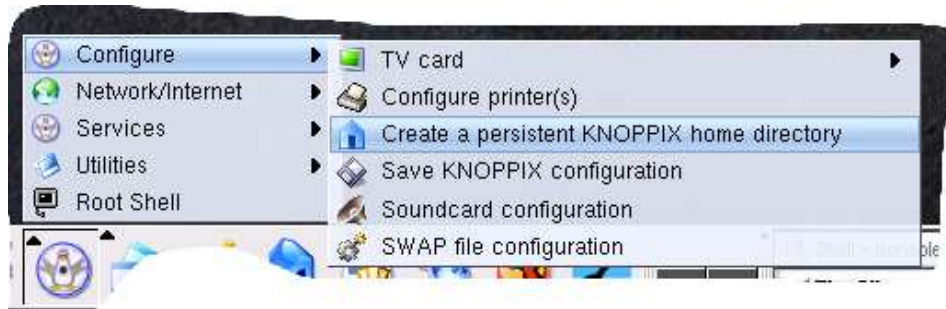 Configure
Network/Internet
Services
Utilities
Root Shell
TV card
Configure printer(s)
Create a persistent KNOPPIX home directory
Save KNOPPIX configuration
Soundcard configuration
SWAP file configuration